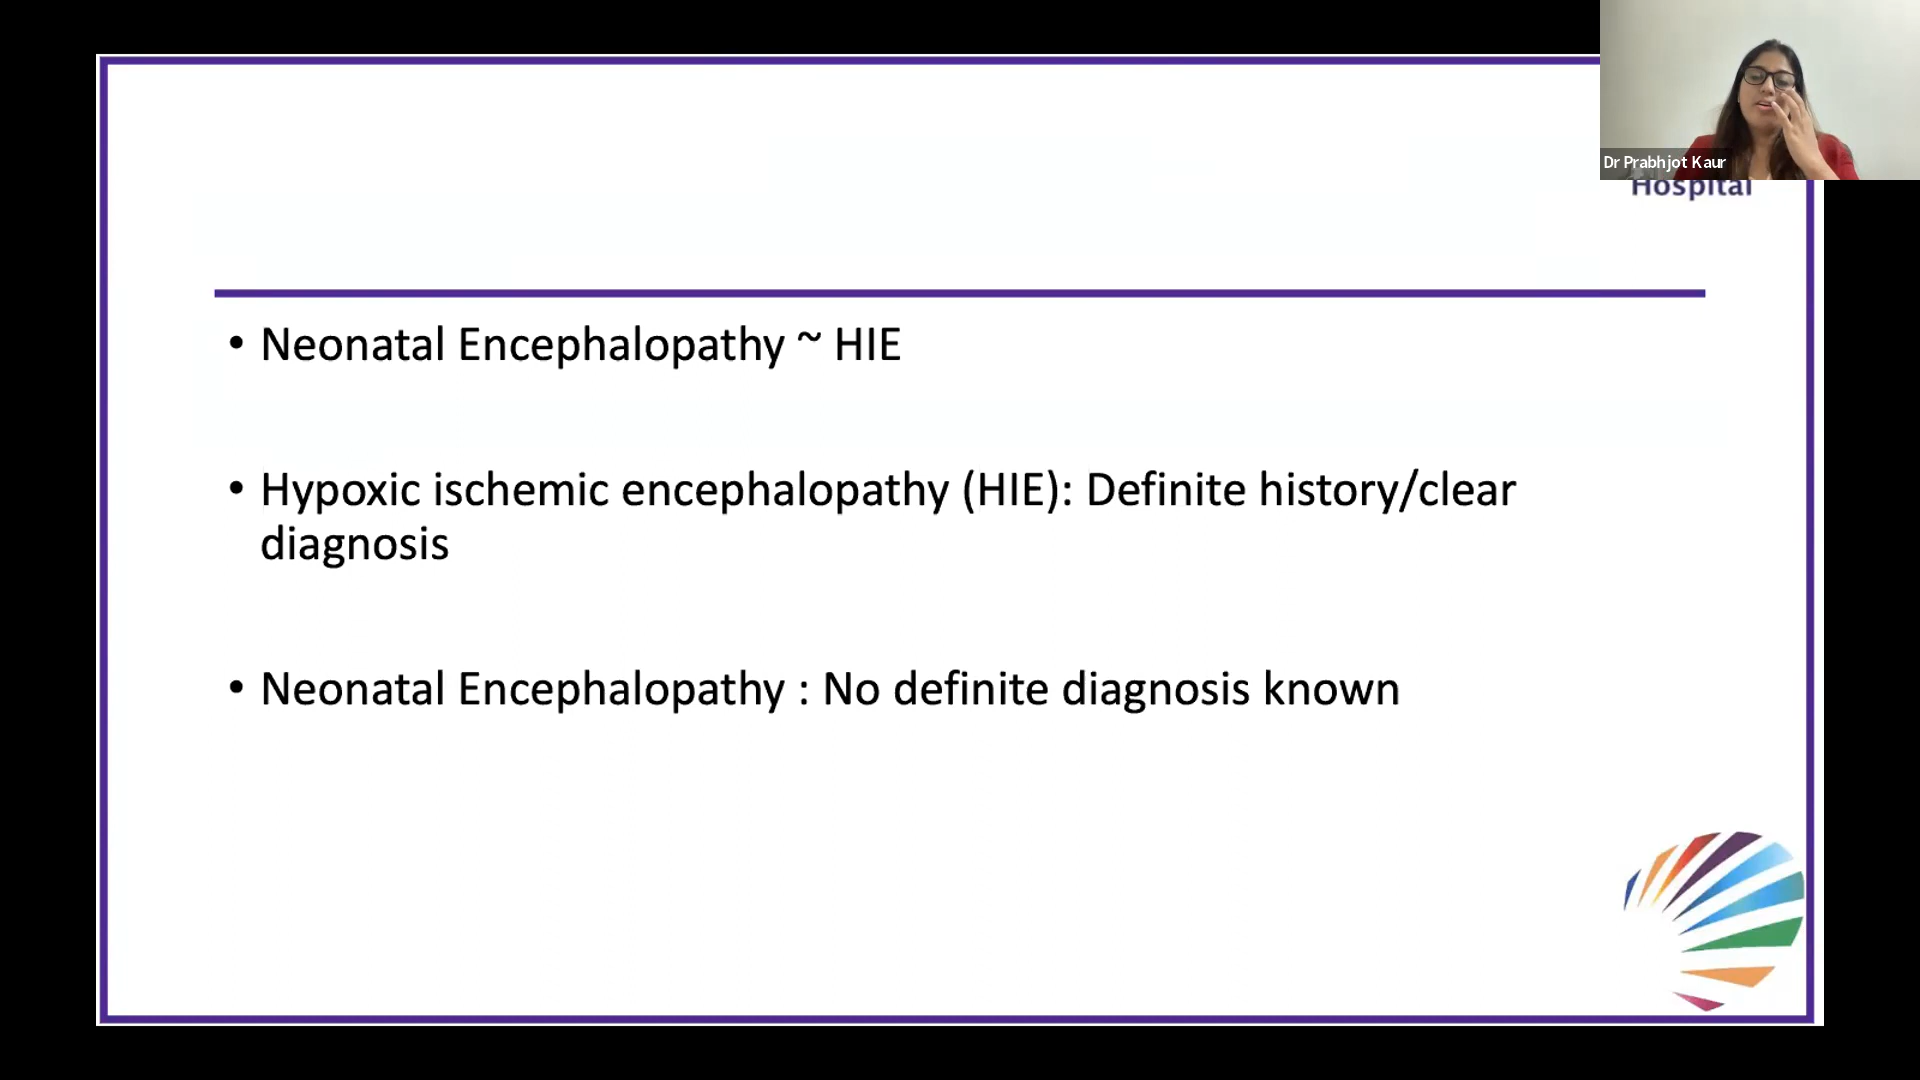 Dr Prabhjot Kaur
Hospital
• Neonatal Encephalopathy ~ HIE
• Hypoxic ischemic encephalopathy (HIE): Definite history/clear
diagnosis
• Neonatal Encephalopathy : No definite diagnosis known